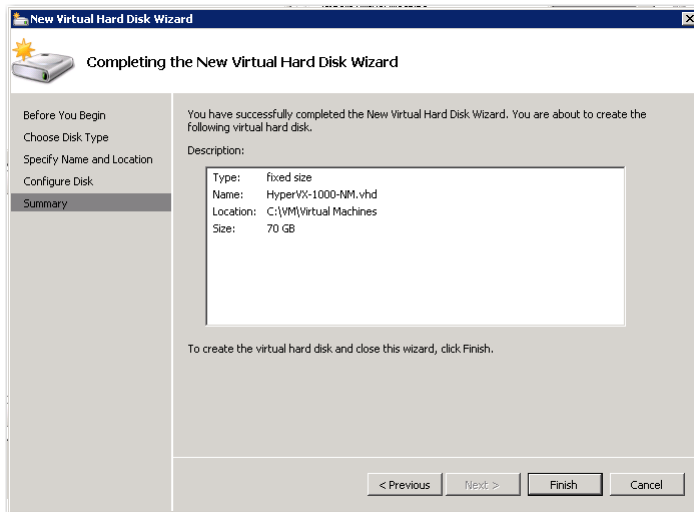 New Virtual Hard Disk Wizard
Completing the New Virtual Hard Disk Wizard
Before You Begin
Choose Disk Type
Specify Name and Location
Configure Disk
Summary
You have successfully completed the New Virtual Hard Disk Wizard. You are about to create the
following virtual hard disk.
Description:
Type: fixed size
Name: HyperVX-1000-NM.vhd
Location: C:\VM\Virtual Machines
Size: 70 GB
To create the virtual hard disk and close this wizard, click Finish.
< Previous
Next >
Finish
Cancel